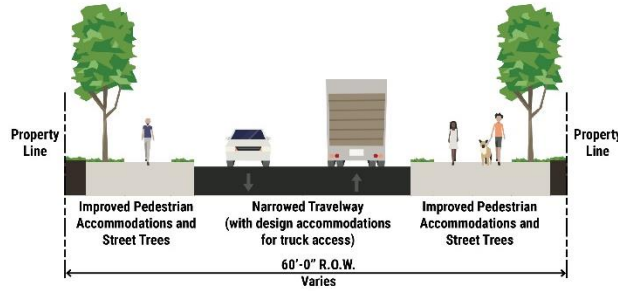 Property
Line
Property
Line
Improved Pedestrian
Accommodations and
Street Trees
Narrowed Travelway
(with design accommodations
for truck access)
Improved Pedestrian
Accommodations and
Street Trees
60'-0" R.O.W.
Varies